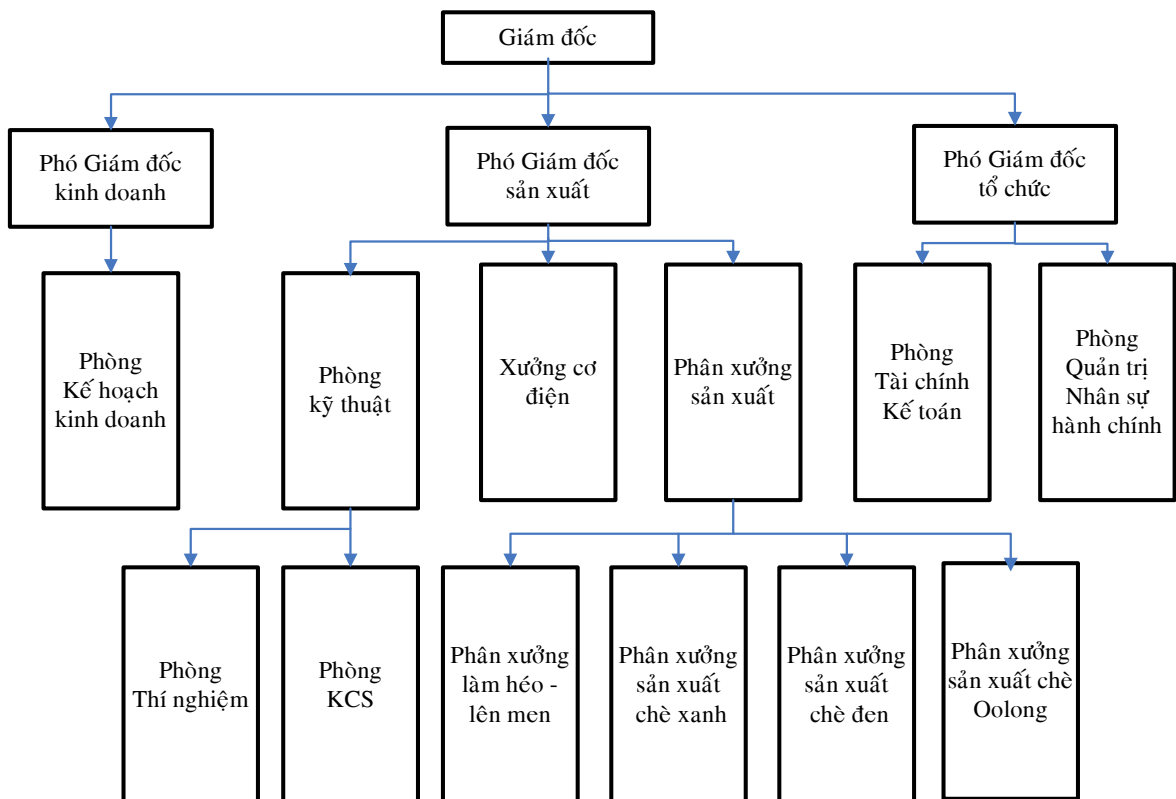 Giám đốc
Phó Giám đốc
kinh doanh
Phó Giám đốc
sản xuất
Phó Giám đốc
tổ chức
Phòng
Kế hoạch
kinh doanh
Phòng
kỹ thuật
Xưởng cơ
điện
Phân xưởng
sản xuất
Phòng
Tài chính
Kế toán
Phòng
Quản trị
Nhân sự
hành chính
Phòng
Thí nghiệm
Phòng
KCS
Phân xưởng
làm héo -
lên men
Phân xưởng
sản xuất
chè xanh
Phân xưởng
sản xuất
chè đen
Phân xưởng
sản xuất chè
Oolong